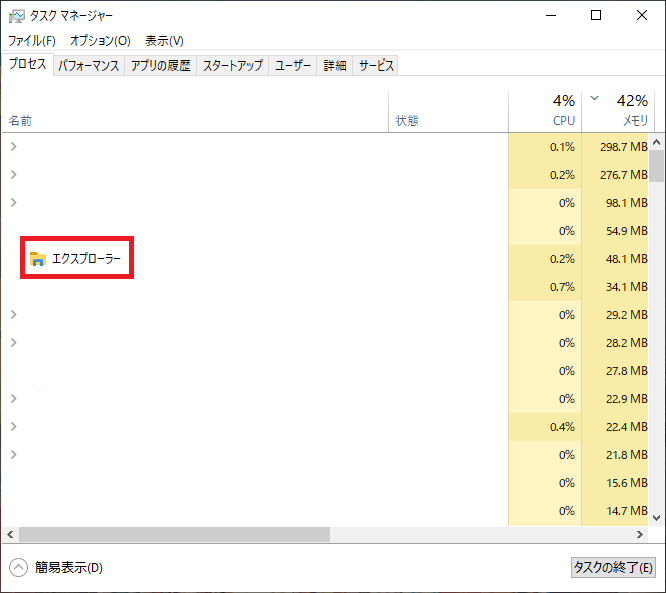 タスク マネージャー
ファイル(F) オプション(O) 表示(V)
プロセス パフォーマンス アプリの履歴 スタートアップ ユーザー 詳細 サービス
4% 42%
名前 状態 CPU メモリ
0.1% 298.7 MB
0.2% 276.7 MB
0% 98.1 MB
0% 54.9 MB
エクスプローラー 0.2% 48.1 MB
0.7% 34.1 MB
0% 29.2 MB
0% 28.2 MB
0% 27.8 MB
0% 22.9 MB
0.4% 22.4 MB
0% 21.8 MB
0% 15.6 MB
0% 14.7 MB
簡易表示(D) タスクの終了(E)